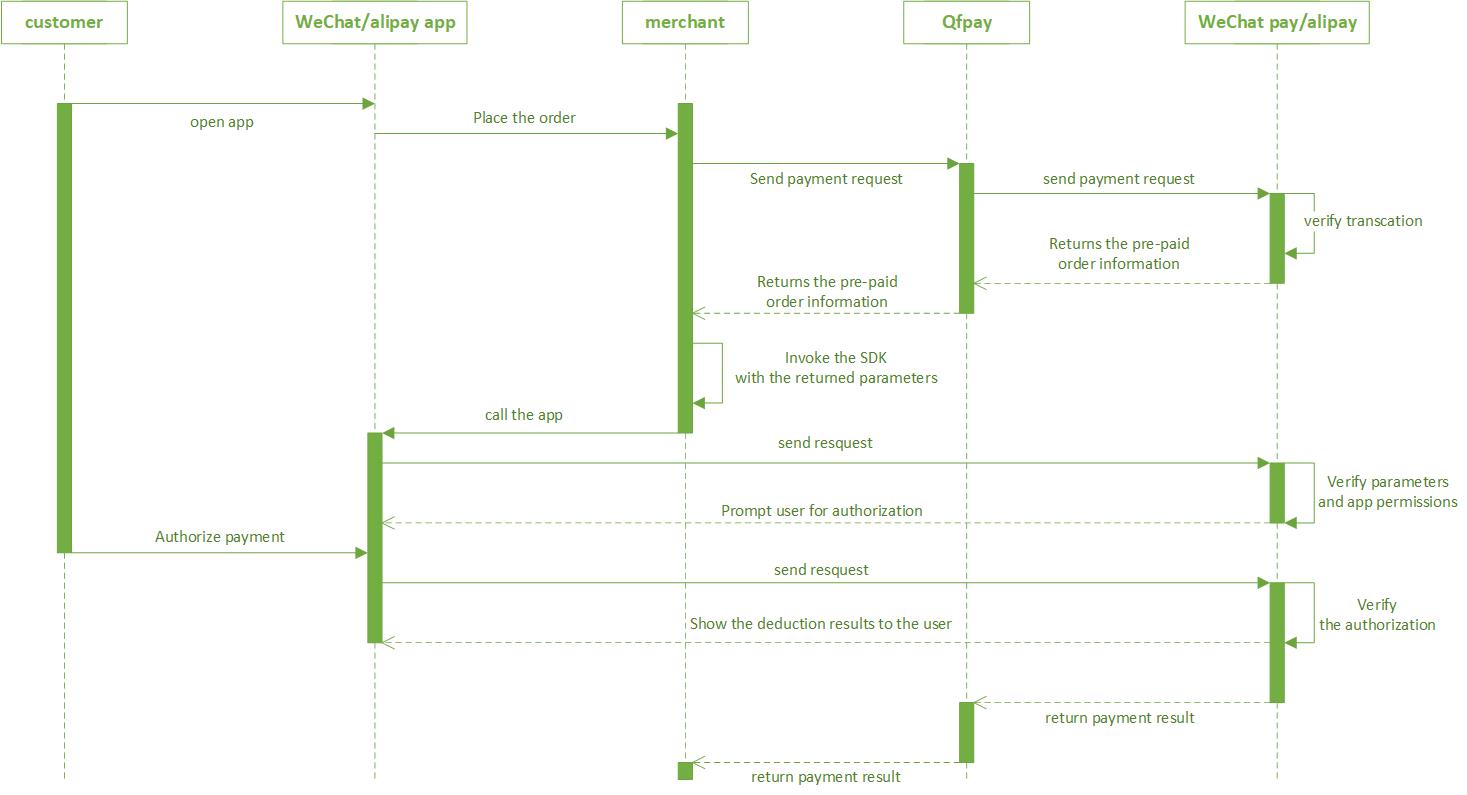 customer
WeChat/alipay app
merchant
Qfpay
WeChat pay/alipay
open app
Place the order
Send payment request
send payment request
verify transcation
Returns the pre-paid
order information
Returns the pre-paid
order information
Invoke the SDK
with the returned parameters
call the app
send resquest
Verify parameters
and app permissions
Prompt user for authorization
Authorize payment
send resquest
Verify
the authorization
Show the deduction results to the user
return payment result
return payment result